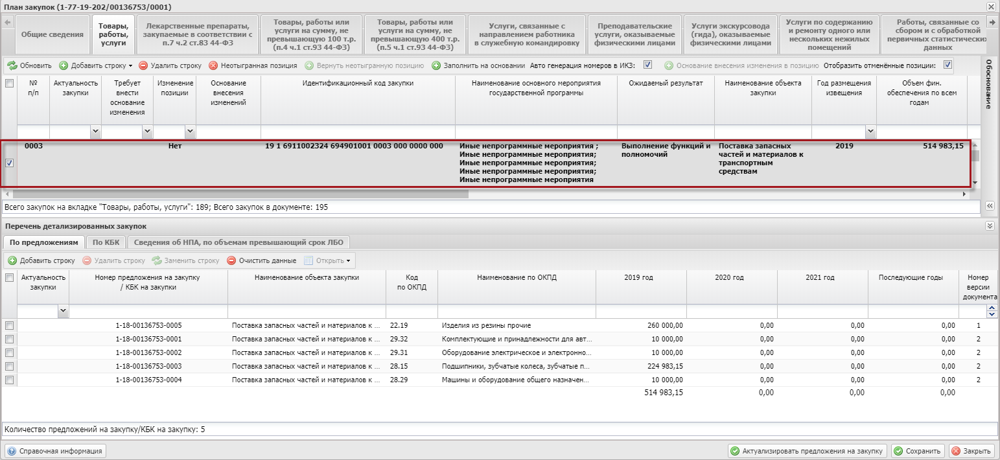 План закупок (1-77-19-202/00136753/0001)
Общие сведения
Товары,
работы,
услуги
Лекарственные препараты,
закупаемые в соответствии с
п.7 ч.2 ст.83 44-ФЗ
Товары, работы или
услуги на сумму, не
превышающую 100 т.р.
(п.4 ч.1 ст.93 44-ФЗ)
Товары, работы или
услуги на сумму, не
превышающую 400 т.р.
(п.5 ч.1 ст.93 44-ФЗ)
Услуги, связанные с
направлением работника
в служебную командировку
Преподавательские
услуги, оказываемые
физическими лицами
Услуги экскурсовода
(гида), оказываемые
физическими лицами
Услуги по содержанию
и ремонту одного или
нескольких нежилых
помещений
Работы, связанные со
сбором и с обработкой
первичных статистических
данных
Обновить Добавить строку Удалить строку Неотыгранная позиция Вернуть неотыгранную позицию Заполнить на основании Авто генерация номеров в ИКЗ: Основание внесения изменения в позицию Отобразить отменённые позиции:
Обоснование
№
п/п
Актуальность
закупки
Требует
внести
основание
изменения
Изменение
позиции
Основание
внесения
изменений
Идентификационный код закупки
Наименование основного мероприятия
государственной программы
Ожидаемый результат
Наименование объекта
закупки
Год размещения
извещения
Объем фин.
обеспечения по всем
годам
0003 Нет 19 1 6911002324 694901001 0003 000 0000 000
Иные непрограммные мероприятия ;
Иные непрограммные мероприятия;
Иные непрограммные мероприятия;
Иные непрограммные мероприятия;
Иные непрограммные мероприятия
Выполнение функций и
полномочий
Поставка запасных
частей и материалов к
транспортным
средствам
2019 514 983,15
Всего закупок на вкладке "Товары, работы, услуги": 189; Всего закупок в документе: 195
Перечень детализированных закупок
По предложениям По КБК Сведения об НПА, по объемам превышающий срок ЛБО
Добавить строку Удалить строку Заменить строку Очистить данные Открыть
Актуальность
закупки
Номер предложения на закупку
/ КБК на закупки
Наименование объекта закупки
Код
по ОКПД
Наименование по ОКПД
2019 год
2020 год
2021 год
Последующие годы
Номер
версии
документа
1-18-00136753-0005 Поставка запасных частей и материалов к ... 22.19 Изделия из резины прочие 260 000,00 0,00 0,00 0,00 1
1-18-00136753-0001 Поставка запасных частей и материалов к ... 29.32 Комплектующие и принадлежности для авт... 10 000,00 0,00 0,00 0,00 2
1-18-00136753-0002 Поставка запасных частей и материалов к ... 29.31 Оборудование электрическое и электронно... 10 000,00 0,00 0,00 0,00 2
1-18-00136753-0003 Поставка запасных частей и материалов к ... 28.15 Подшипники, зубчатые колеса, зубчатые п... 224 983,15 0,00 0,00 0,00 2
1-18-00136753-0004 Поставка запасных частей и материалов к ... 28.29 Машины и оборудование общего назначен... 10 000,00 0,00 0,00 0,00 2
514 983,15 0,00 0,00 0,00
Количество предложений на закупку/КБК на закупку: 5
Справочная информация Актуализировать предложения на закупку Сохранить Закрыть